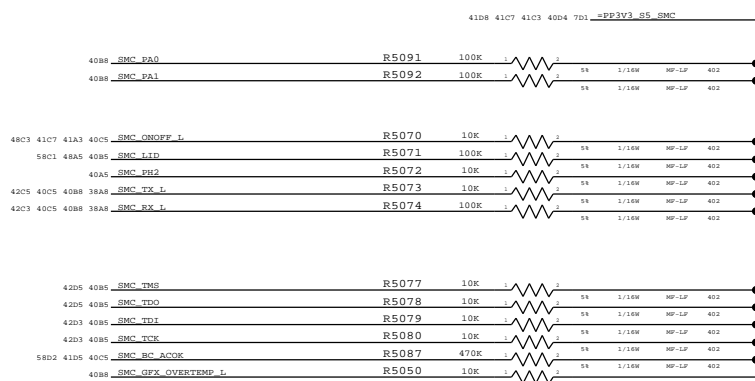 41D8 41C7 41C3 40D4 7D1 =PP3V3_S5_SMC
40B8 SMC_PA0 R5091 100K 1 2
5% 1/16W MF-LF 402
40B8 SMC_PA1 R5092 100K 1 2
5% 1/16W MF-LF 402
48C3 41C7 41A3 40C5 SMC_ONOFF_L R5070 10K 1 2
5% 1/16W MF-LF 402
58C1 48A5 40B5 SMC_LID R5071 100K 1 2
5% 1/16W MF-LF 402
40A5 SMC_PH2 R5072 10K 1 2
5% 1/16W MF-LF 402
42C5 40C5 40B8 38A8 SMC_TX_L R5073 10K 1 2
5% 1/16W MF-LF 402
42C3 40C5 40B8 38A8 SMC_RX_L R5074 100K 1 2
5% 1/16W MF-LF 402
42D5 40B5 SMC_TMS R5077 10K 1 2
5% 1/16W MF-LF 402
42D5 40B5 SMC_TDO R5078 10K 1 2
5% 1/16W MF-LF 402
42D3 40B5 SMC_TDI R5079 10K 1 2
5% 1/16W MF-LF 402
42D3 40B5 SMC_TCK R5080 10K 1 2
5% 1/16W MF-LF 402
58D2 41D5 40C5 SMC_BC_ACOK R5087 470K 1 2
5% 1/16W MF-LF 402
40B8 SMC_GFX_OVERTEMP_L R5050 10K 1 2